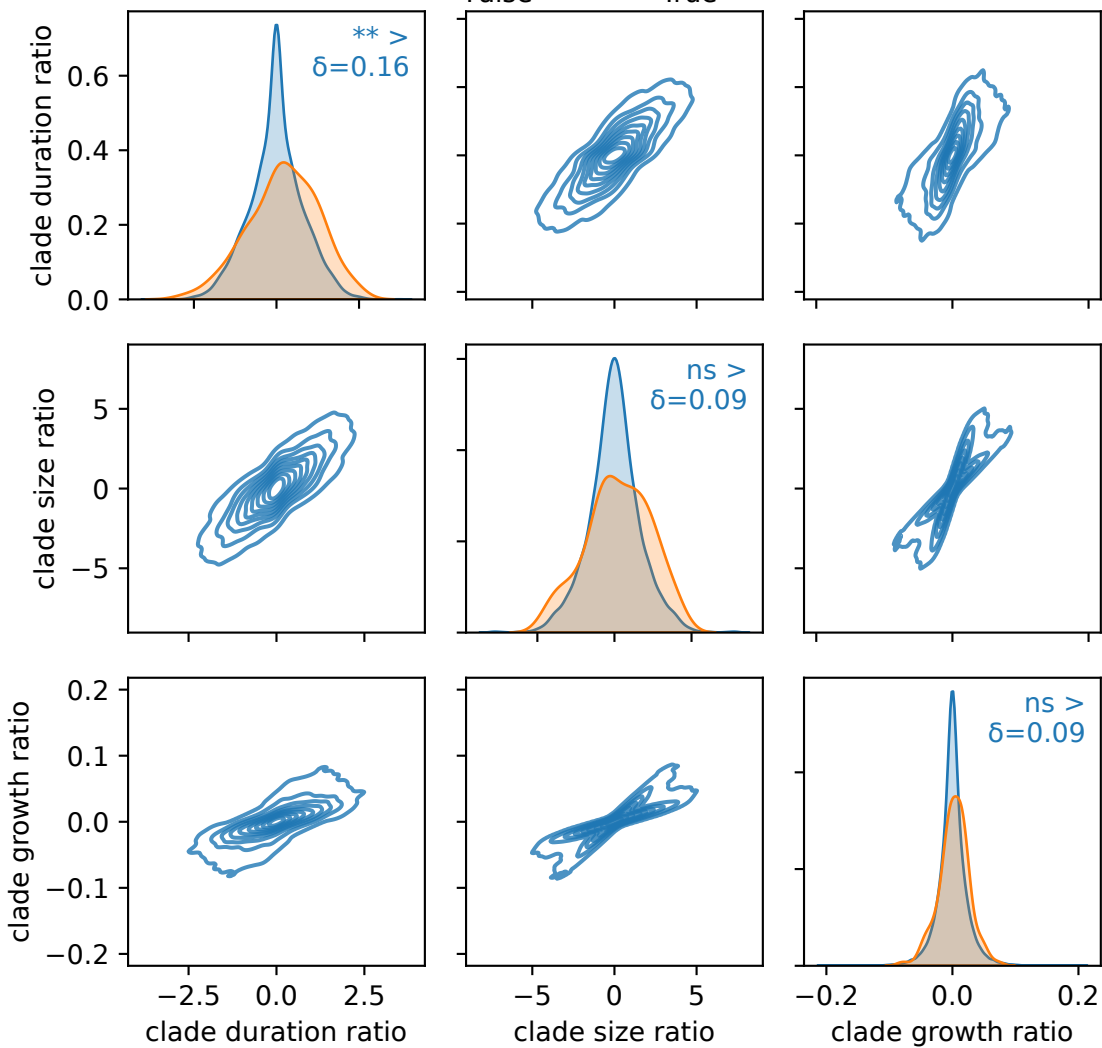 False True
clade duration ratio
0.6
0.4
0.2
0.0
** >
δ=0.16
clade size ratio
5
0
−5
ns >
δ=0.09
clade growth ratio
0.2
0.1
0.0
−0.1
−0.2
ns >
δ=0.09
−2.5 0.0 2.5
−5 0 5
−0.2 0.0 0.2
clade duration ratio
clade size ratio
clade growth ratio